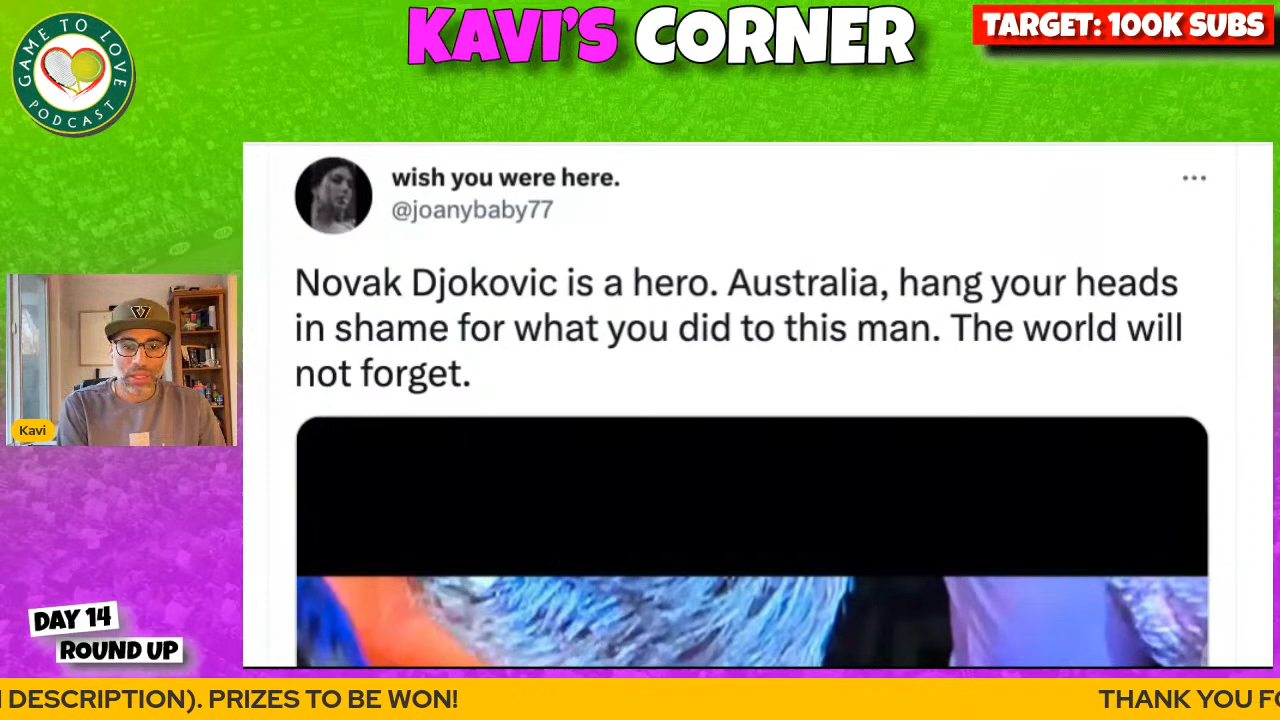 GAME TO LOVE
PODCAST
KAVI'S CORNER
TARGET: 100K SUBS
wish you were here.
@joanybaby77
Novak Djokovic is a hero. Australia, hang your heads
in shame for what you did to this man. The world will
not forget.
Kavi
DAY 14
ROUND UP
DESCRIPTION). PRIZES TO BE WON!
THANK YOU